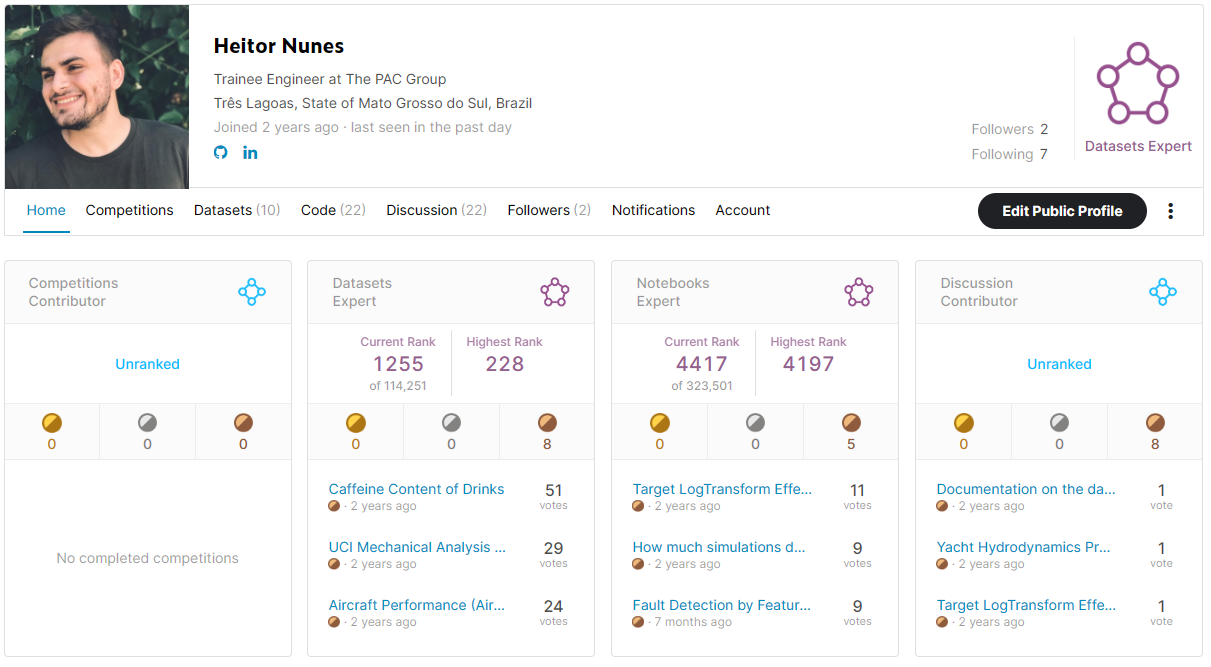 Heitor Nunes
Trainee Engineer at The PAC Group
Três Lagoas, State of Mato Grosso do Sul, Brazil
Joined 2 years ago · last seen in the past day
Followers 2
Following 7
Datasets Expert
Home Competitions Datasets (10) Code (22) Discussion (22) Followers (2) Notifications Account Edit Public Profile
Competitions
Contributor
Unranked
0 0 0
No completed competitions
Datasets
Expert
Current Rank Highest Rank
1255 228
of 114,251
0 0 8
Caffeine Content of Drinks 51
· 2 years ago votes
UCI Mechanical Analysis ... 29
· 2 years ago votes
Aircraft Performance (Air... 24
· 2 years ago votes
Notebooks
Expert
Current Rank Highest Rank
4417 4197
of 323,501
0 0 5
Target LogTransform Effe... 11
· 2 years ago votes
How much simulations d... 9
· 2 years ago votes
Fault Detection by Featur... 9
· 7 months ago votes
Discussion
Contributor
Unranked
0 0 8
Documentation on the da... 1
· 2 years ago vote
Yacht Hydrodynamics Pr... 1
· 2 years ago vote
Target LogTransform Effe... 1
· 2 years ago vote